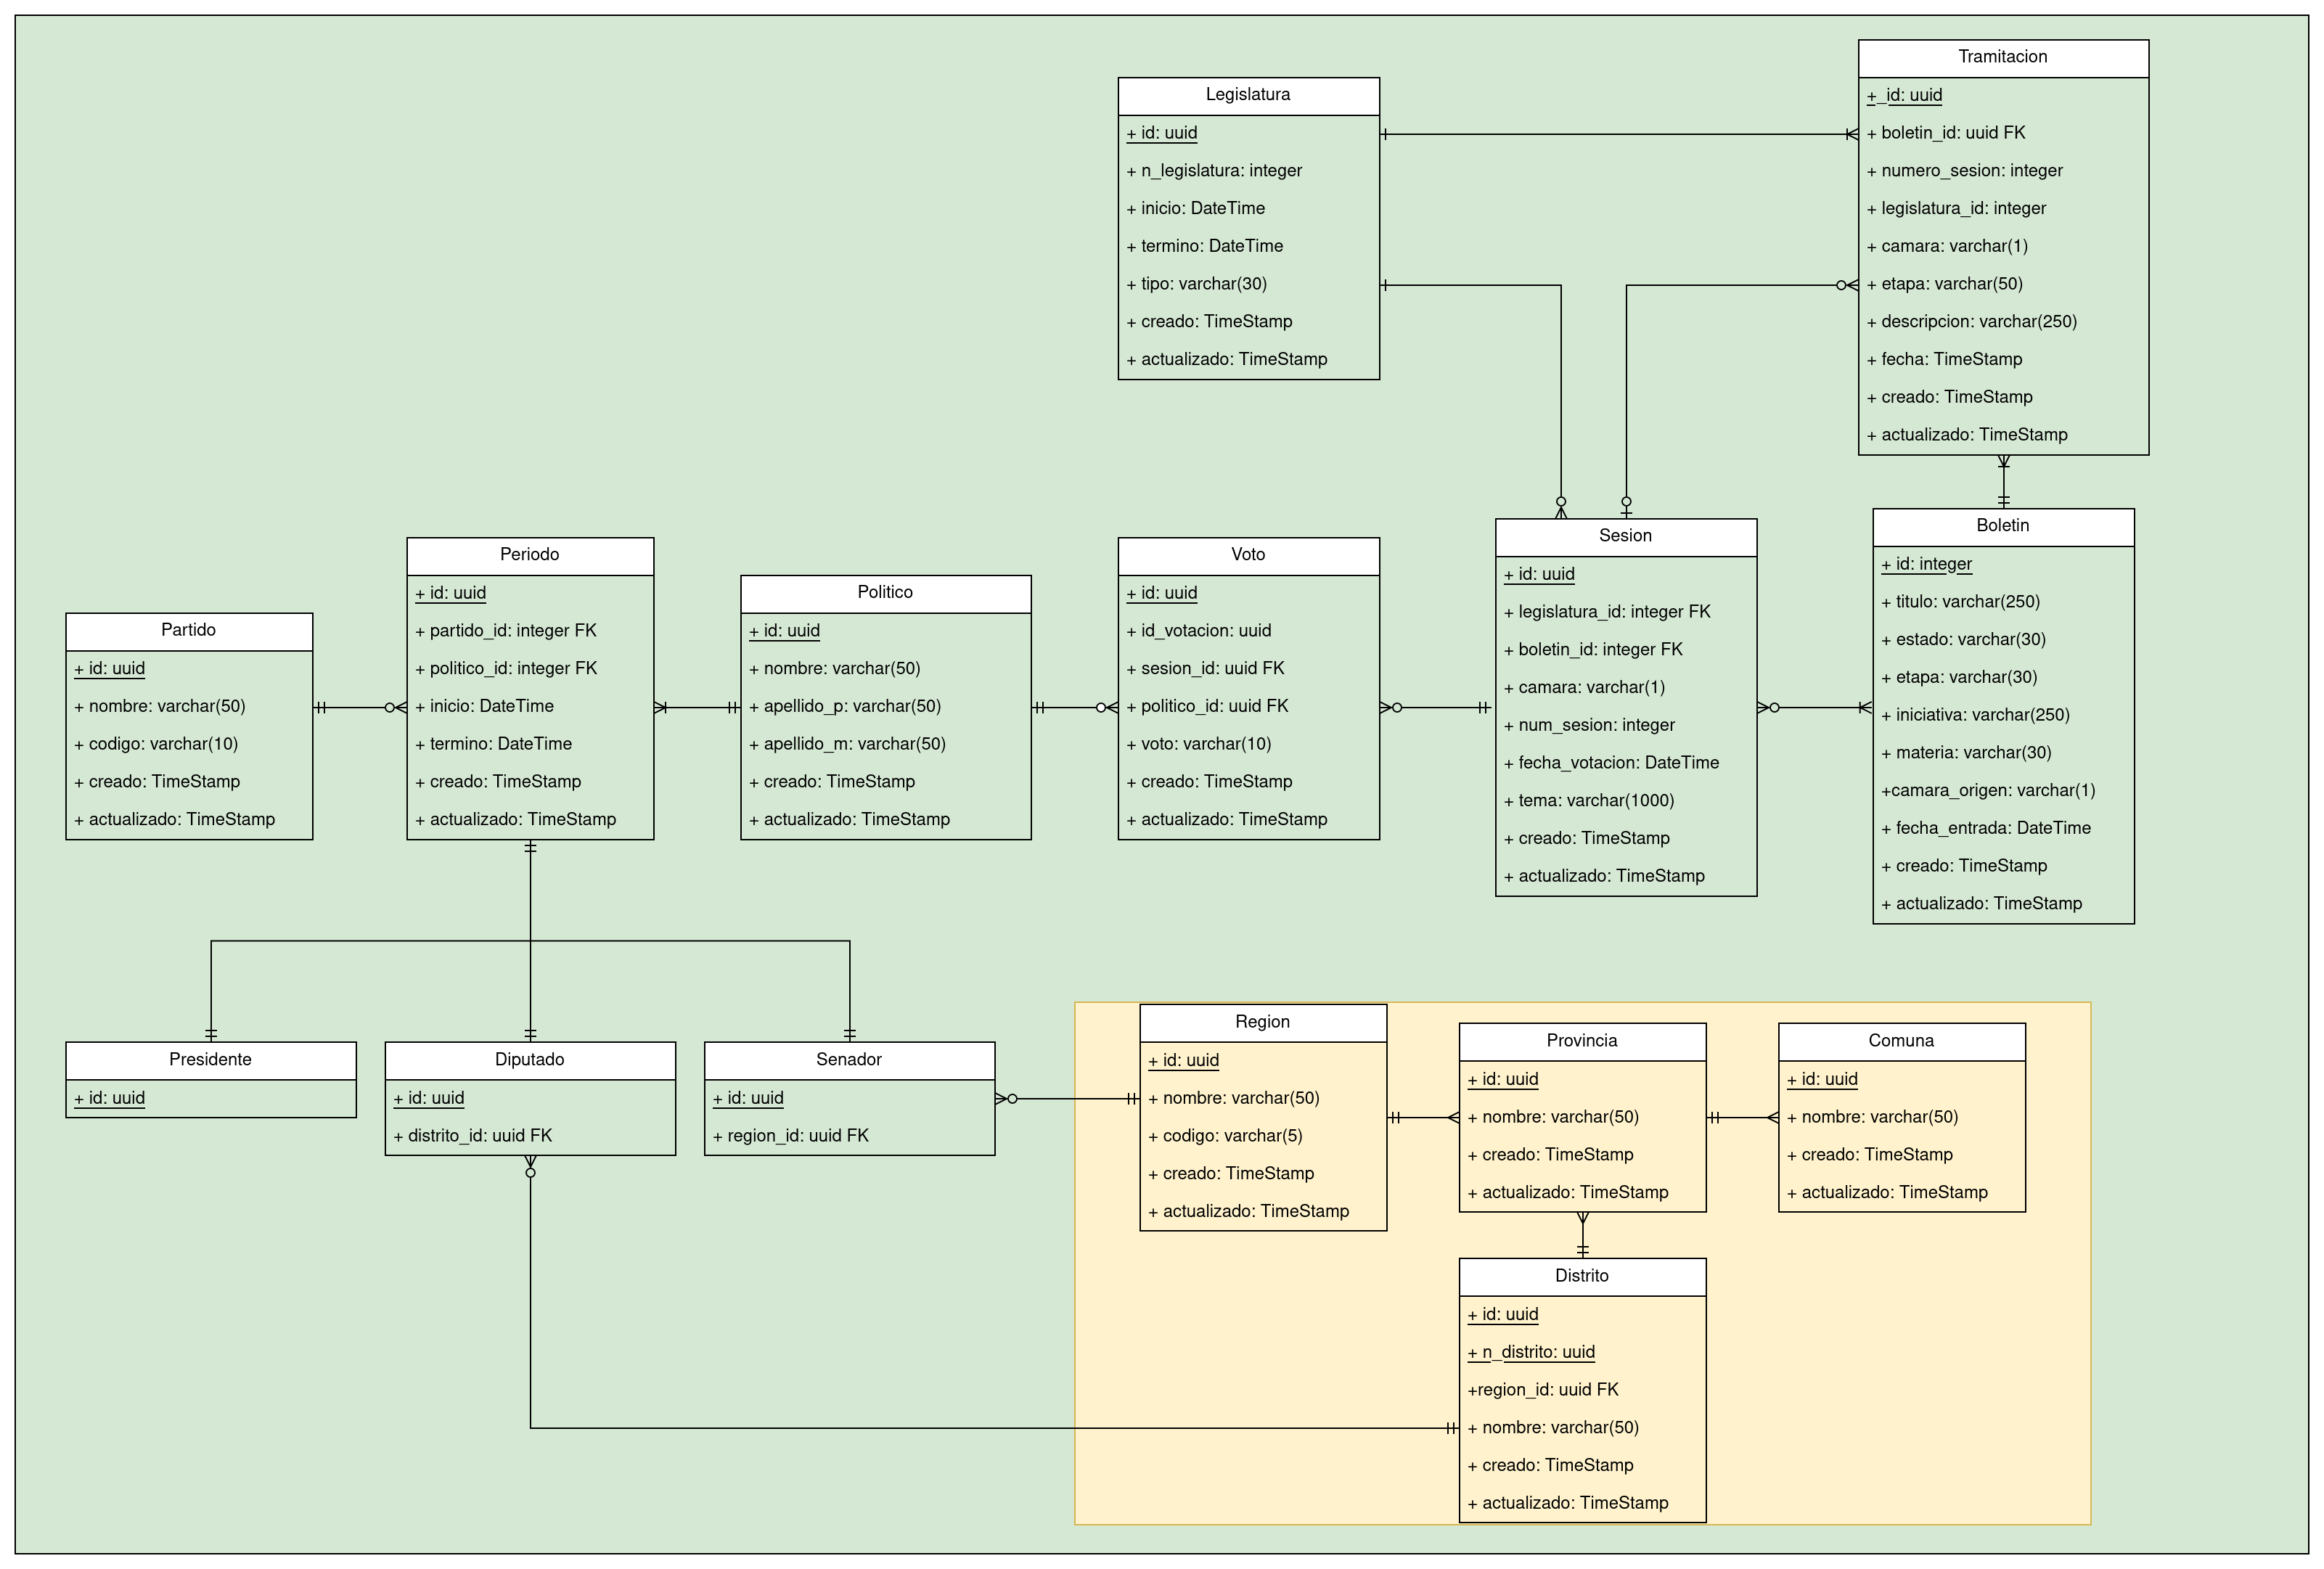 Tramitacion
+_id: uuid
+ boletin_id: uuid FK
+ numero_sesion: integer
+ legislatura_id: integer
+ camara: varchar(1)
+ etapa: varchar(50)
+ descripcion: varchar(250)
+ fecha: TimeStamp
+ creado: TimeStamp
+ actualizado: TimeStamp
Legislatura
+ id: uuid
+ n_legislatura: integer
+ inicio: DateTime
+ termino: DateTime
+ tipo: varchar(30)
+ creado: TimeStamp
+ actualizado: TimeStamp
Partido
+ id: uuid
+ nombre: varchar(50)
+ codigo: varchar(10)
+ creado: TimeStamp
+ actualizado: TimeStamp
Periodo
+ id: uuid
+ partido_id: integer FK
+ politico_id: integer FK
+ inicio: DateTime
+ termino: DateTime
+ creado: TimeStamp
+ actualizado: TimeStamp
Politico
+ id: uuid
+ nombre: varchar(50)
+ apellido_p: varchar(50)
+ apellido_m: varchar(50)
+ creado: TimeStamp
+ actualizado: TimeStamp
Voto
+ id: uuid
+ id_votacion: uuid
+ sesion_id: uuid FK
+ politico_id: uuid FK
+ voto: varchar(10)
+ creado: TimeStamp
+ actualizado: TimeStamp
Sesion
+ id: uuid
+ legislatura_id: integer FK
+ boletin_id: integer FK
+ camara: varchar(1)
+ num_sesion: integer
+ fecha_votacion: DateTime
+ tema: varchar(1000)
+ creado: TimeStamp
+ actualizado: TimeStamp
Boletin
+ id: integer
+ titulo: varchar(250)
+ estado: varchar(30)
+ etapa: varchar(30)
+ iniciativa: varchar(250)
+ materia: varchar(30)
+camara_origen: varchar(1)
+ fecha_entrada: DateTime
+ creado: TimeStamp
+ actualizado: TimeStamp
Presidente
+ id: uuid
Diputado
+ id: uuid
+ distrito_id: uuid FK
Senador
+ id: uuid
+ region_id: uuid FK
Region
+ id: uuid
+ nombre: varchar(50)
+ codigo: varchar(5)
+ creado: TimeStamp
+ actualizado: TimeStamp
Provincia
+ id: uuid
+ nombre: varchar(50)
+ creado: TimeStamp
+ actualizado: TimeStamp
Comuna
+ id: uuid
+ nombre: varchar(50)
+ creado: TimeStamp
+ actualizado: TimeStamp
Distrito
+ id: uuid
+ n_distrito: uuid
+region_id: uuid FK
+ nombre: varchar(50)
+ creado: TimeStamp
+ actualizado: TimeStamp